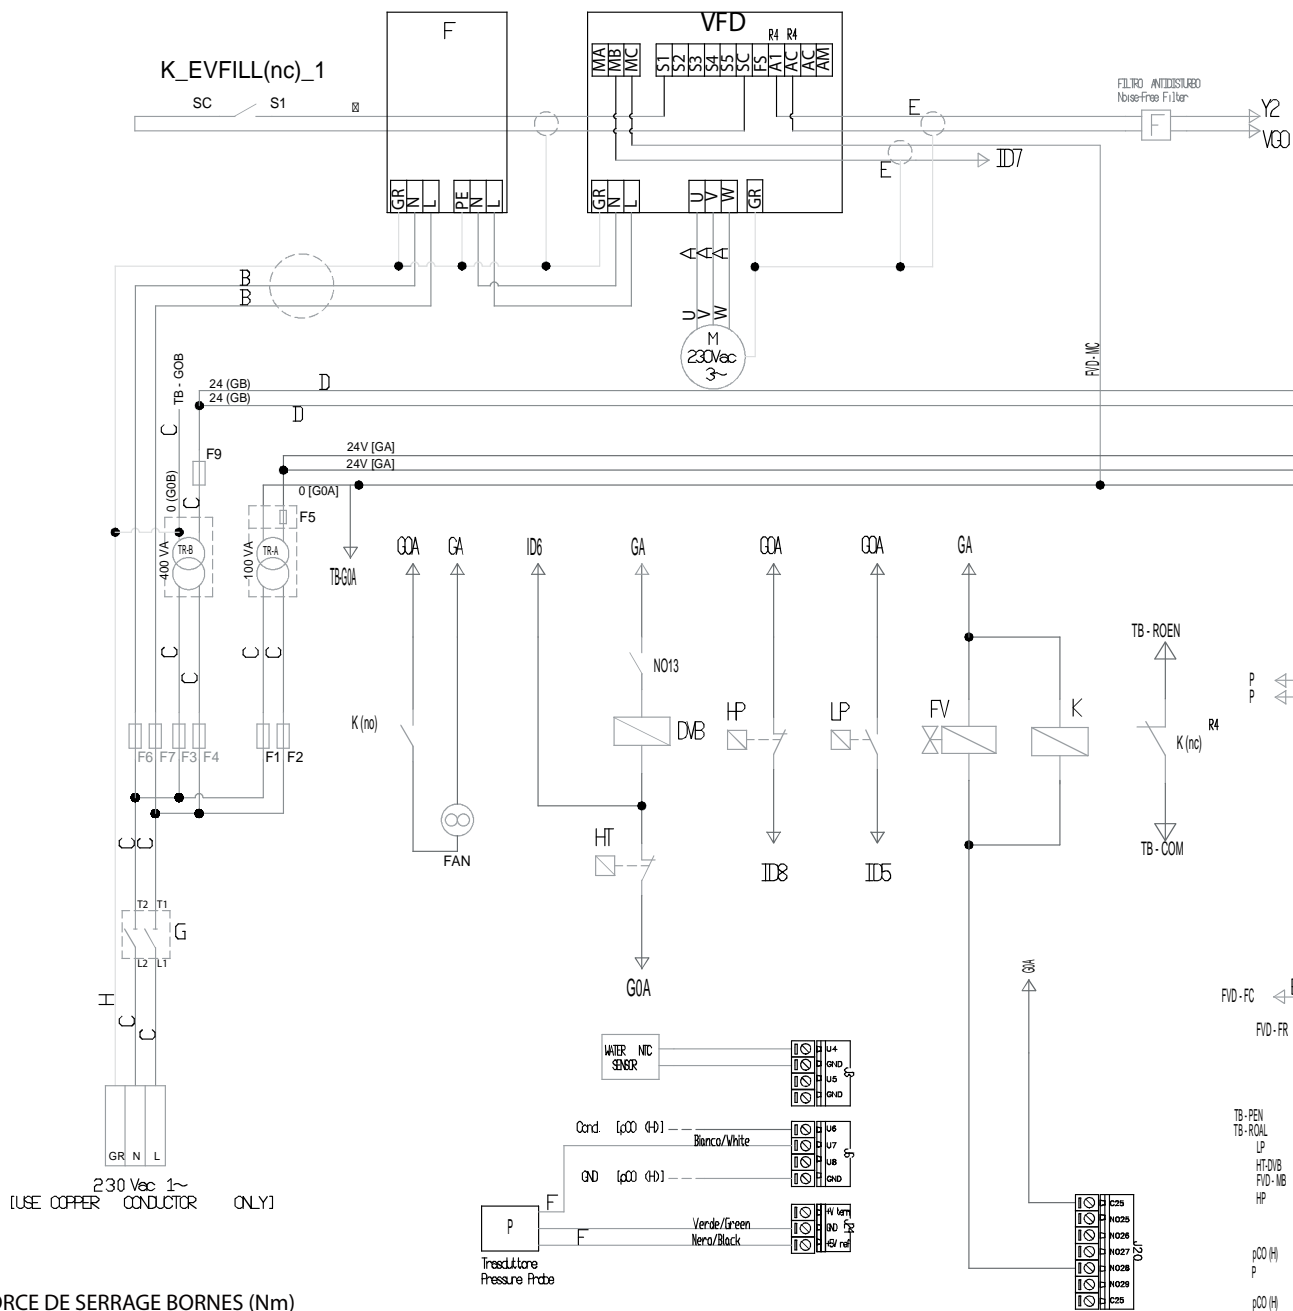 F
VFD
MA
MB
MC
S1
S2
S3
S4
S5
SC
FS
A1
AC
AC
AM
R4 R4
K_EVFILL(nc)_1
SC S1
FILTRO ANTIDISTURBO
Noise-Free Filter
F
E
Y2
VG0
E
ID7
GR
N
L
PE
N
L
GR
N
L
U
V
W
GR
A
A
A
B
B
U
V
W
M
230Vac
3~
FVD - MC
TB - GOB
24 (GB)
24 (GB)
D
D
C
F9
24V [GA]
24V [GA]
0 (G0B)
C
0 [G0A]
F5
400 VA
TR-B
100 VA
TR-A
TB-G0A
G0A
GA
ID6
GA
G0A
G0A
GA
TB - ROEN
C
C
C C
NO13
K (no)
DVB
HP
LP
FV
K
K (nc)
R4
P
P
F6 F7 F3 F4
F1 F2
FAN
HT
ID8
ID5
TB - COM
C C
T2 T1
G
L2 L1
G0A
G0A
H
C
C
FVD - FC
FVD - FR
WATER NTC
SENSOR
U4
GND
U5
GND
GR N L
230 Vac 1~
[USE COPPER CONDUCTOR ONLY]
Cond. [pCO (H)]
Bianco/White
GND [pCO (H)]
U6
U7
U8
GND
TB - PEN
TB - ROAL
LP
HT-DVB
FVD - MB
HP
F
P
F
Verde/Green
Nero/Black
+V term
GND
+5V ref
Trasduttore
Pressure Probe
C25
NO25
NO26
NO27
NO28
NO29
C25
J20
pCO (H)
P
pCO (H)
ORCE DE SERRAGE BORNES (Nm)